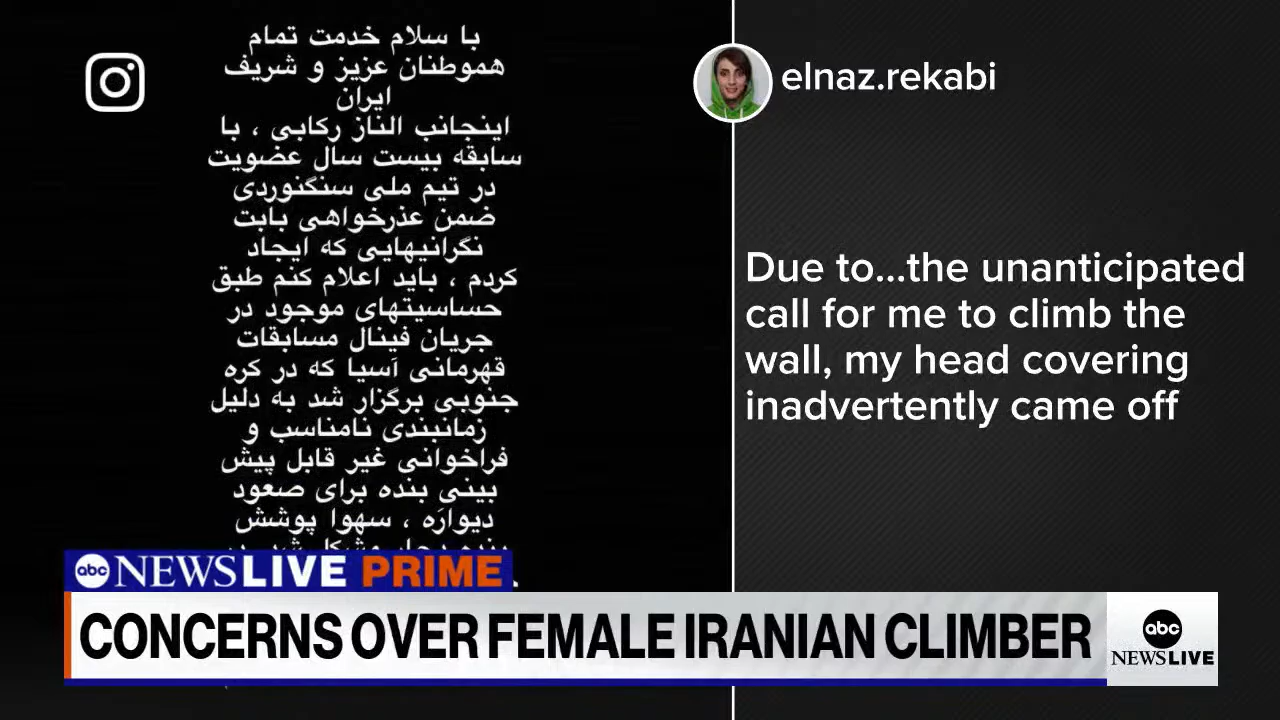 با سلام خدمت تمام
هموطنان عزیز و شریف
ایران
اینجانب الناز رکابی ، با
سابقه بیست سال عضویت
در تیم ملی سنگنوردی
ضمن عذرخواهی بابت
نگرانیهایی که ایجاد
کردم ، باید اعلام کنم طبق
حساسیتهای موجود در
جریان فینال مسابقات
قهرمانی آسیا که در کره
جنوبی برگزار شد به دلیل
زمانبندی نامناسب و
فراخوانی غیر قابل پیش
بینی بنده برای صعود
دیواره ، سهوا پوشش
elnaz.rekabi
Due to...the unanticipated
call for me to climb the
wall, my head covering
inadvertently came off
abc NEWS LIVE PRIME
CONCERNS OVER FEMALE IRANIAN CLIMBER
abc
NEWS LIVE